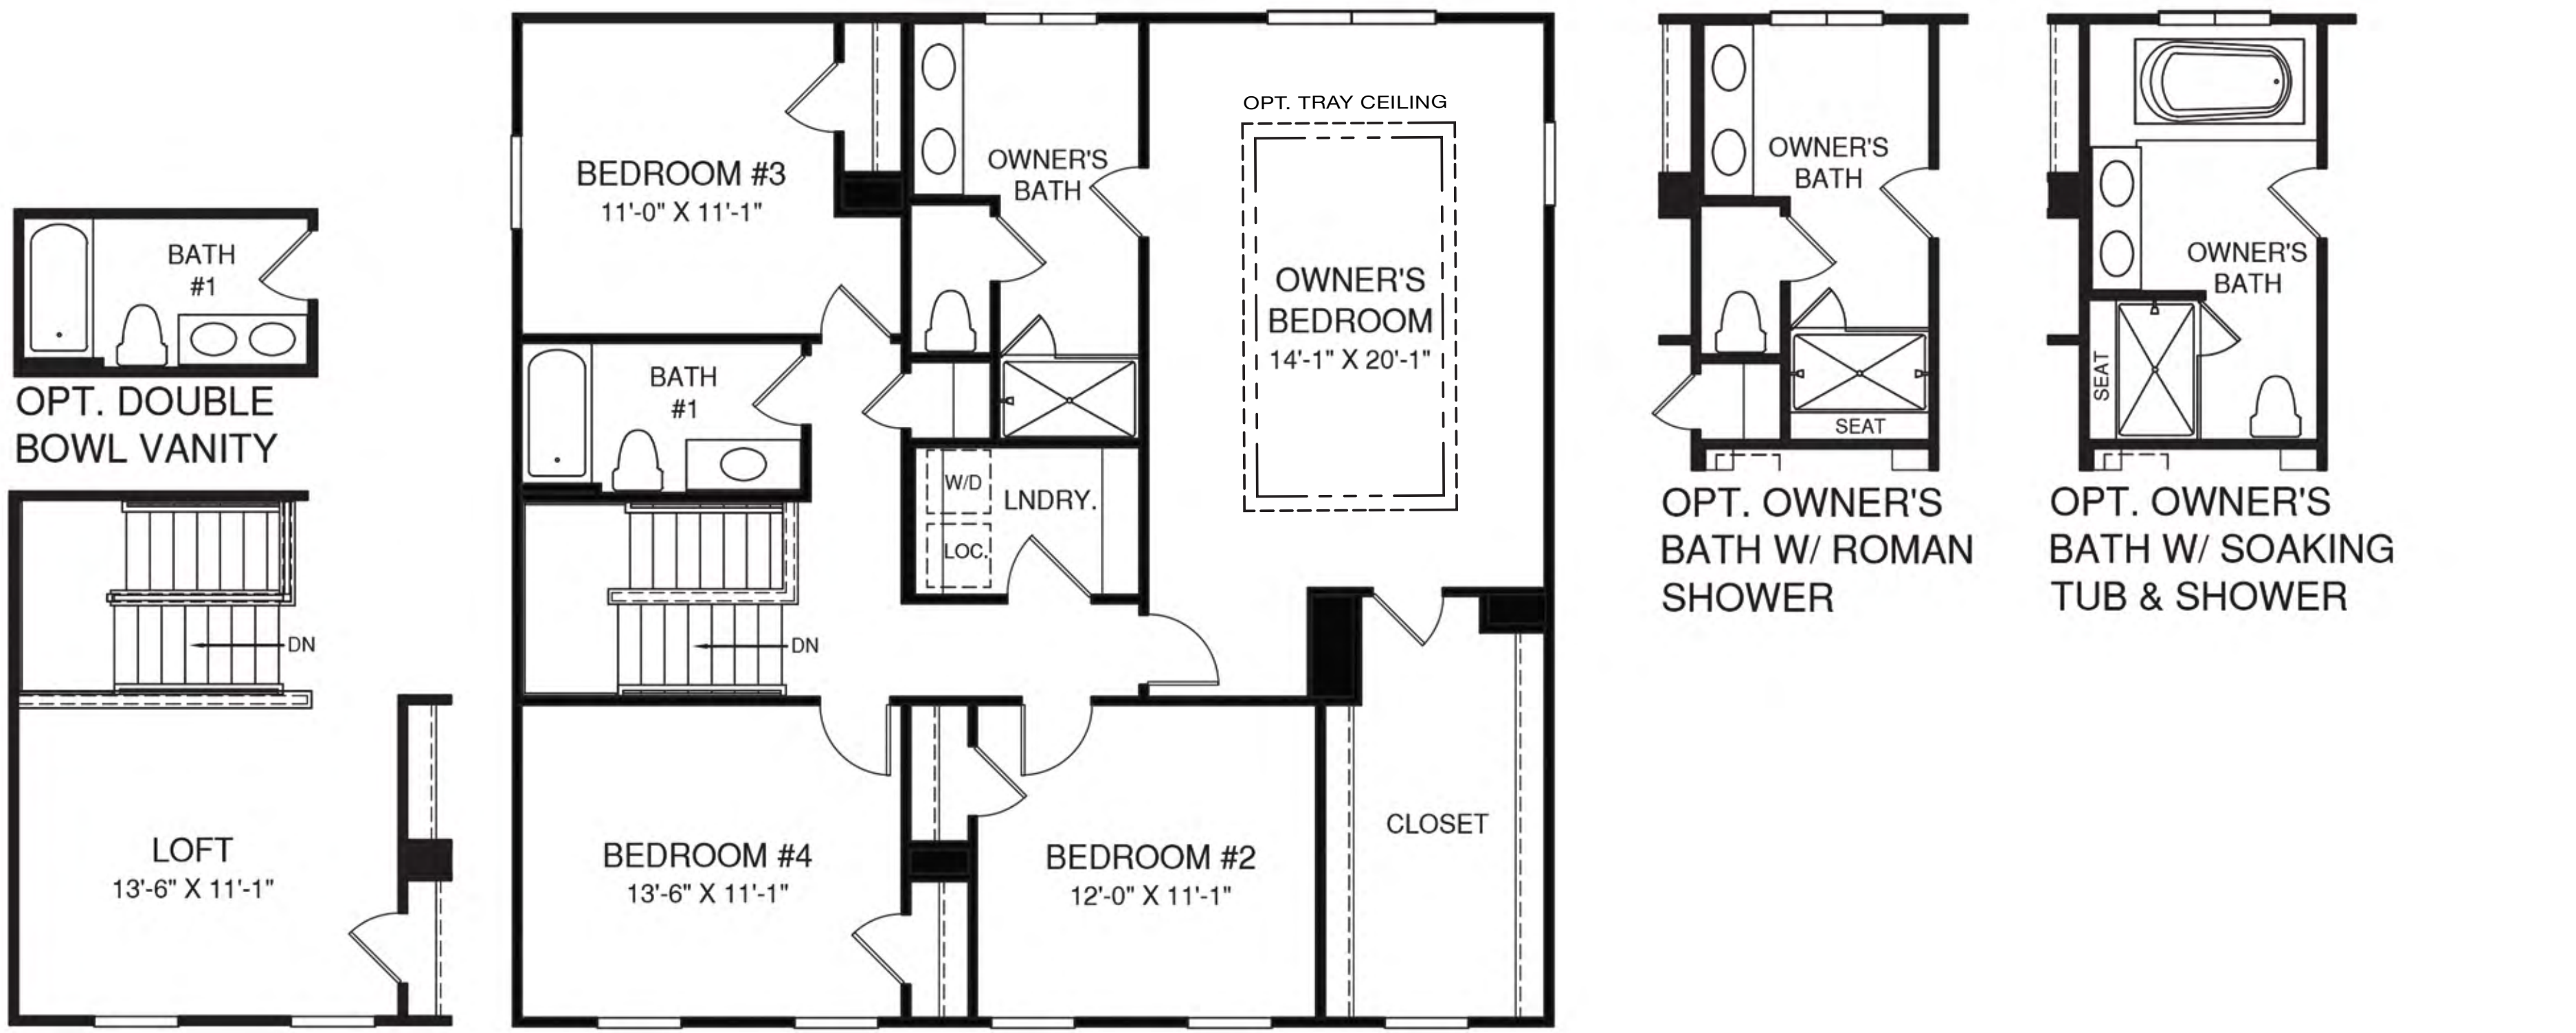 BATH
#1
OPT. DOUBLE
BOWL VANITY
DN
LOFT
13'-6" X 11'-1"
BEDROOM #3
11'-0" X 11'-1"
OWNER'S
BATH
OPT. TRAY CEILING
OWNER'S
BEDROOM
14'-1" X 20'-1"
BATH
#1
W/D
LOC.
LNDRY.
DN
BEDROOM #4
13'-6" X 11'-1"
BEDROOM #2
12'-0" X 11'-1"
CLOSET
OWNER'S
BATH
SEAT
OPT. OWNER'S
BATH W/ ROMAN
SHOWER
OWNER'S
BATH
SEAT
OPT. OWNER'S
BATH W/ SOAKING
TUB & SHOWER